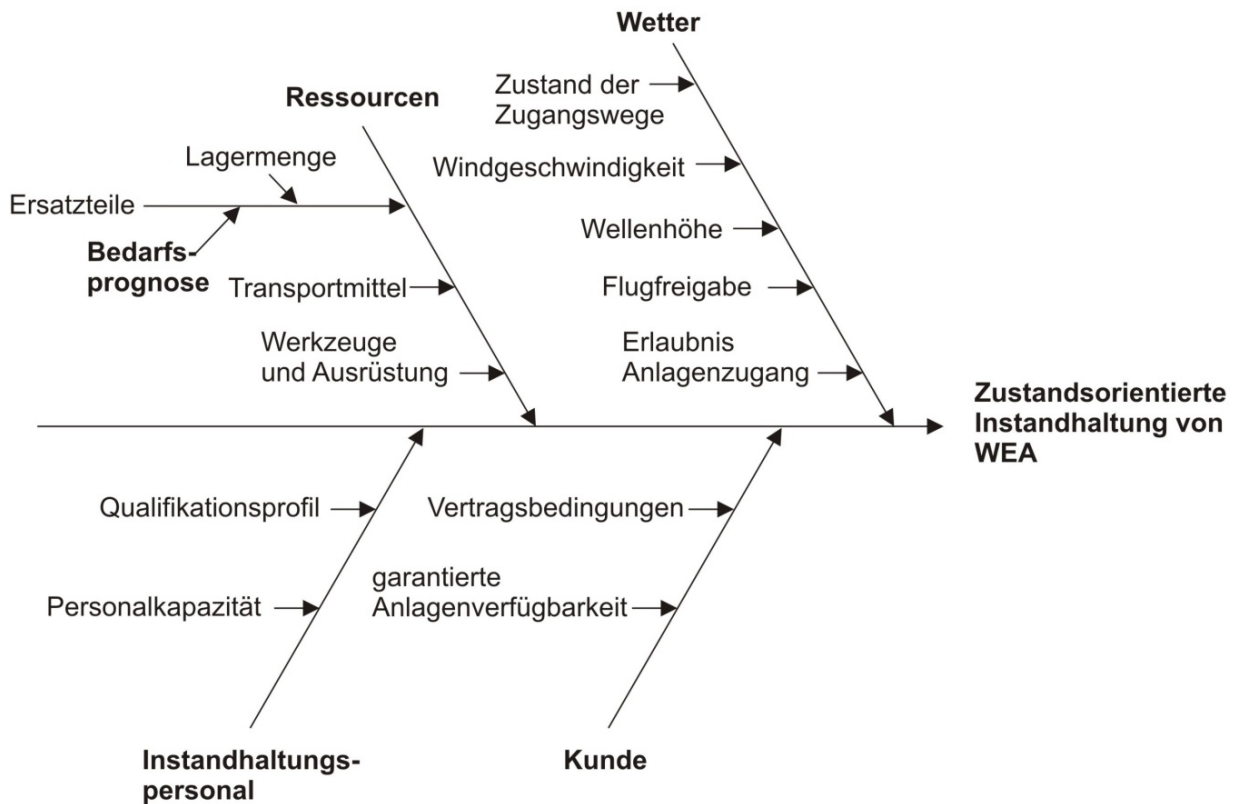 Wetter
Zustand der
Zugangswege
Ressourcen
Lagermenge
Windgeschwindigkeit
Ersatzteile
Wellenhöhe
Bedarfs-
prognose
Transportmittel
Flugfreigabe
Werkzeuge
und Ausrüstung
Erlaubnis
Anlagenzugang
Zustandsorientierte
Instandhaltung von
WEA
Qualifikationsprofil
Vertragsbedingungen
garantierte
Anlagenverfügbarkeit
Personalkapazität
Instandhaltungs-
personal
Kunde